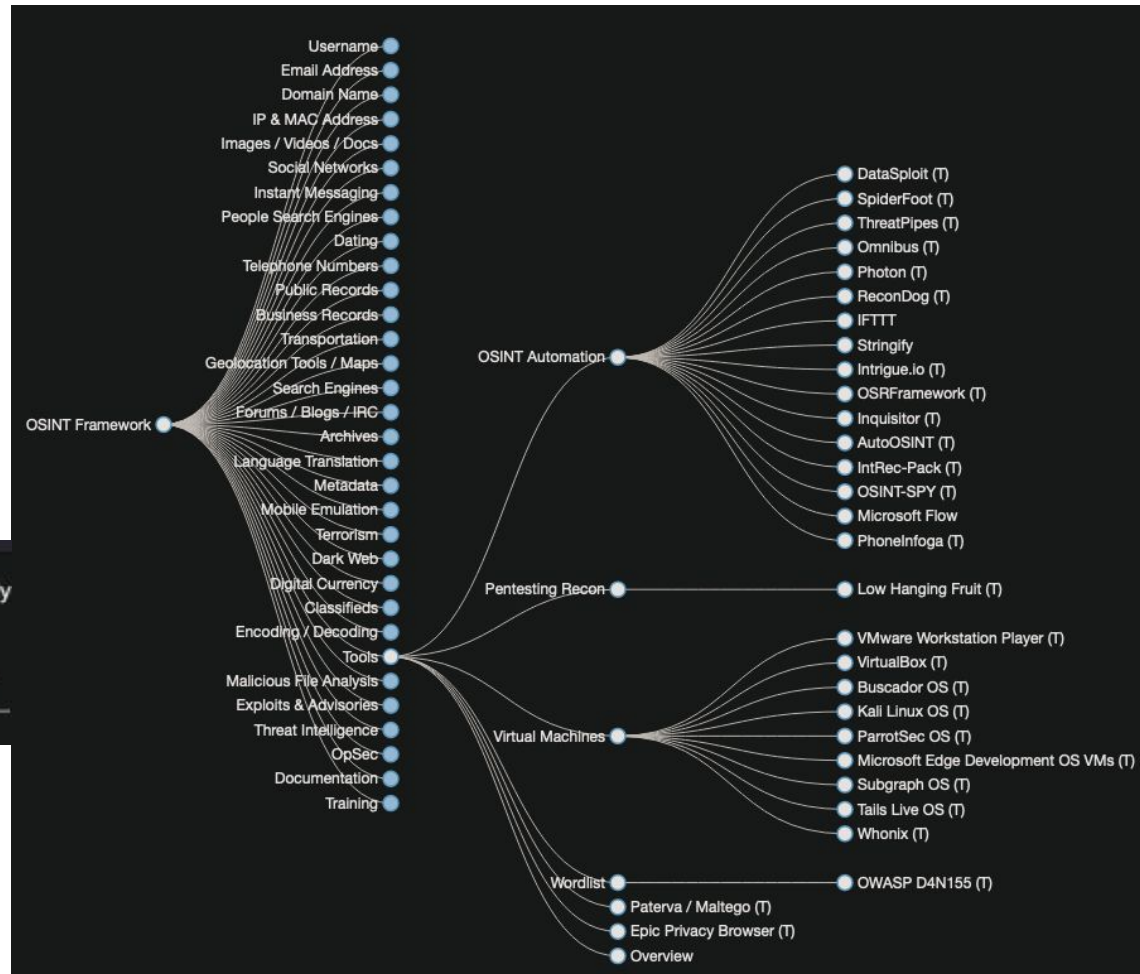 OSINT Framework
Username
Email Address
Domain Name
IP & MAC Address
Images / Videos / Docs
Social Networks
Instant Messaging
People Search Engines
Dating
Telephone Numbers
Public Records
Business Records
Transportation
Geolocation Tools / Maps
Search Engines
Forums / Blogs / IRC
Archives
Language Translation
Metadata
Mobile Emulation
Terrorism
Dark Web
Digital Currency
Classifieds
Encoding / Decoding
Tools
Malicious File Analysis
Exploits & Advisories
Threat Intelligence
OpSec
Documentation
Training
OSINT Automation
DataSploit (T)
SpiderFoot (T)
ThreatPipes (T)
Omnibus (T)
Photon (T)
ReconDog (T)
IFTTT
Stringify
Intrigue.io (T)
OSRFramework (T)
Inquisitor (T)
AutoOSINT (T)
IntRec-Pack (T)
OSINT-SPY (T)
Microsoft Flow
PhoneInfoga (T)
Pentesting Recon
Low Hanging Fruit (T)
Virtual Machines
VMware Workstation Player (T)
VirtualBox (T)
Buscador OS (T)
Kali Linux OS (T)
ParrotSec OS (T)
Microsoft Edge Development OS VMs (T)
Subgraph OS (T)
Tails Live OS (T)
Whonix (T)
Wordlist
OWASP D4N155 (T)
Paterva / Maltego (T)
Epic Privacy Browser (T)
Overview